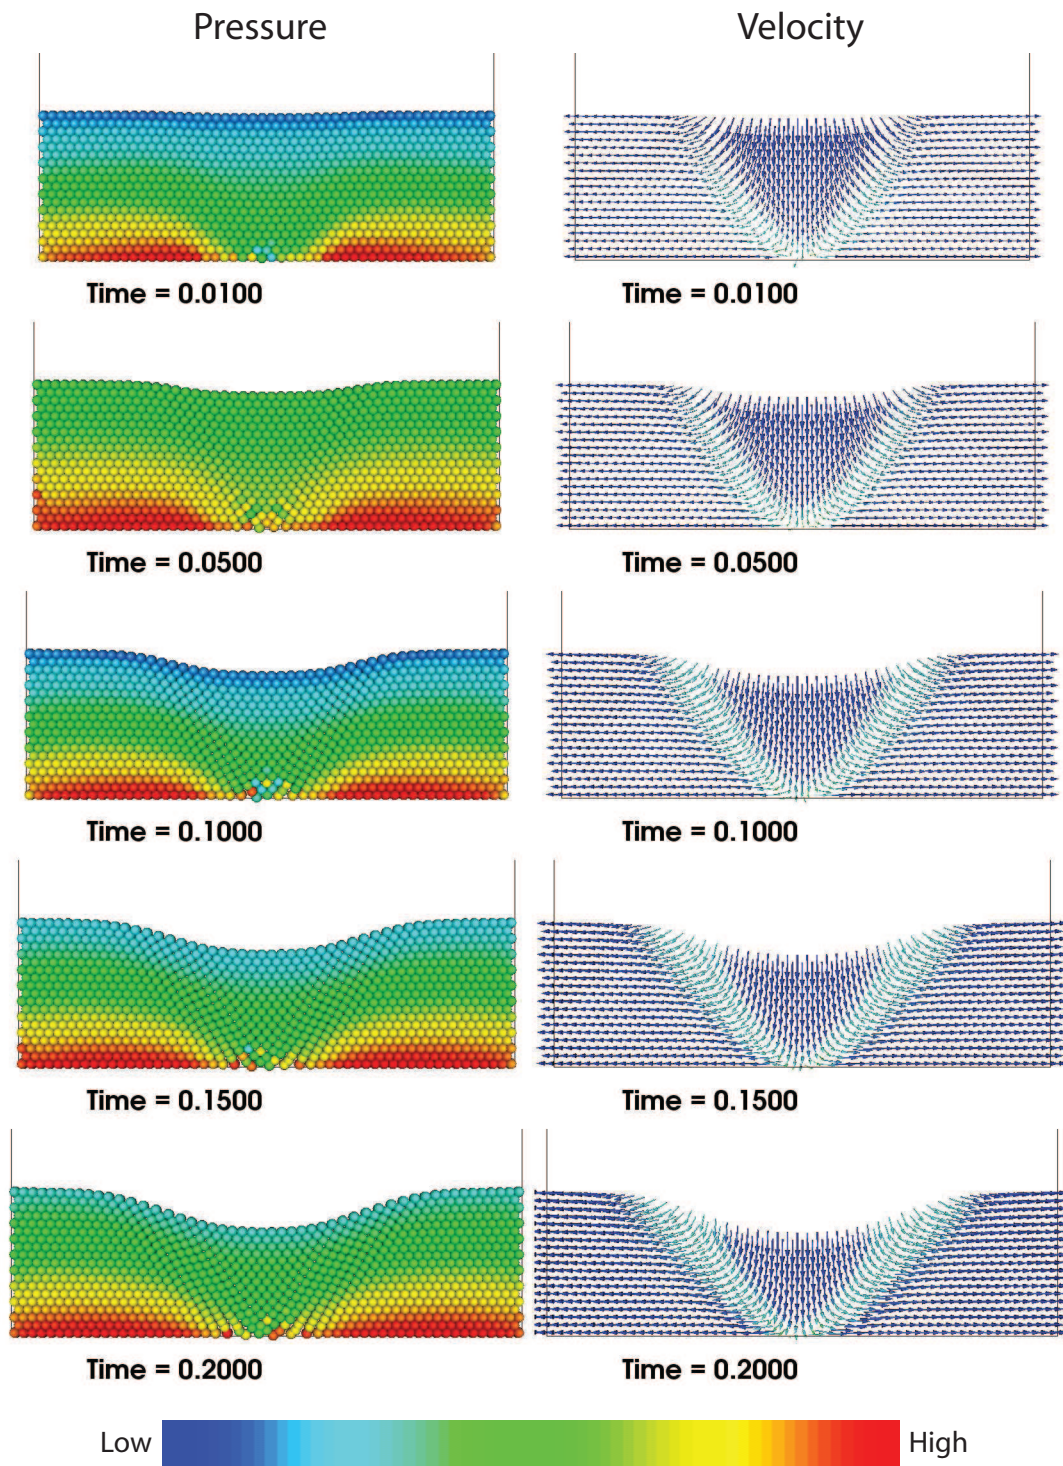 Pressure Velocity
Time = 0.0100 Time = 0.0100
Time = 0.0500 Time = 0.0500
Time = 0.1000 Time = 0.1000
Time = 0.1500 Time = 0.1500
Time = 0.2000 Time = 0.2000
Low High